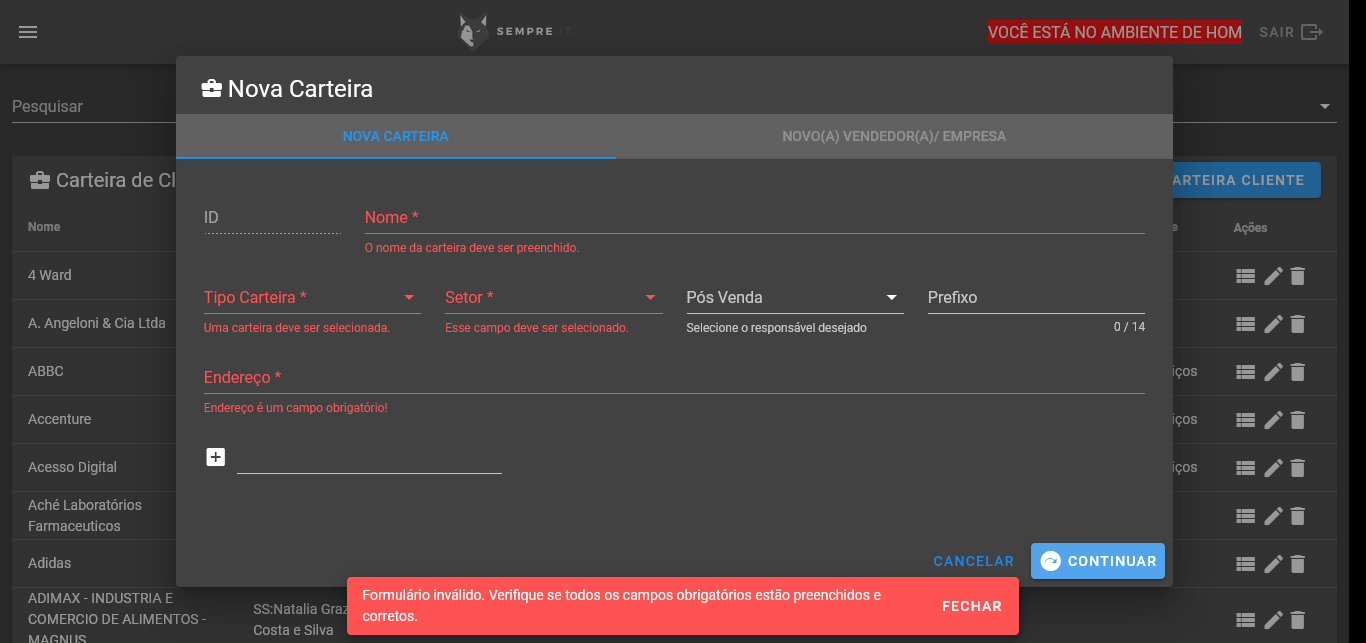 SEMPRE IT
VOCÊ ESTÁ NO AMBIENTE DE HOM
SAIR
Nova Carteira
Pesquisar
NOVA CARTEIRA
NOVO(A) VENDEDOR(A)/ EMPRESA
Carteira de Cl
ARTEIRA CLIENTE
ID
Nome *
O nome da carteira deve ser preenchido.
Nome
e
Ações
4 Ward
Tipo Carteira *
Setor *
Pós Venda
Prefixo
Uma carteira deve ser selecionada.
Esse campo deve ser selecionado.
Selecione o responsável desejado
0 / 14
A. Angeloni & Cia Ltda
ABBC
iços
Endereço *
Endereço é um campo obrigatório!
Accenture
iços
Acesso Digital
iços
Aché Laboratórios
Farmaceuticos
Adidas
CANCELAR
CONTINUAR
ADIMAX - INDUSTRIA E
COMERCIO DE ALIMENTOS -
MAGNUS
SS:Natalia Graz
Costa e Silva
Formulário inválido. Verifique se todos os campos obrigatórios estão preenchidos e
corretos.
FECHAR